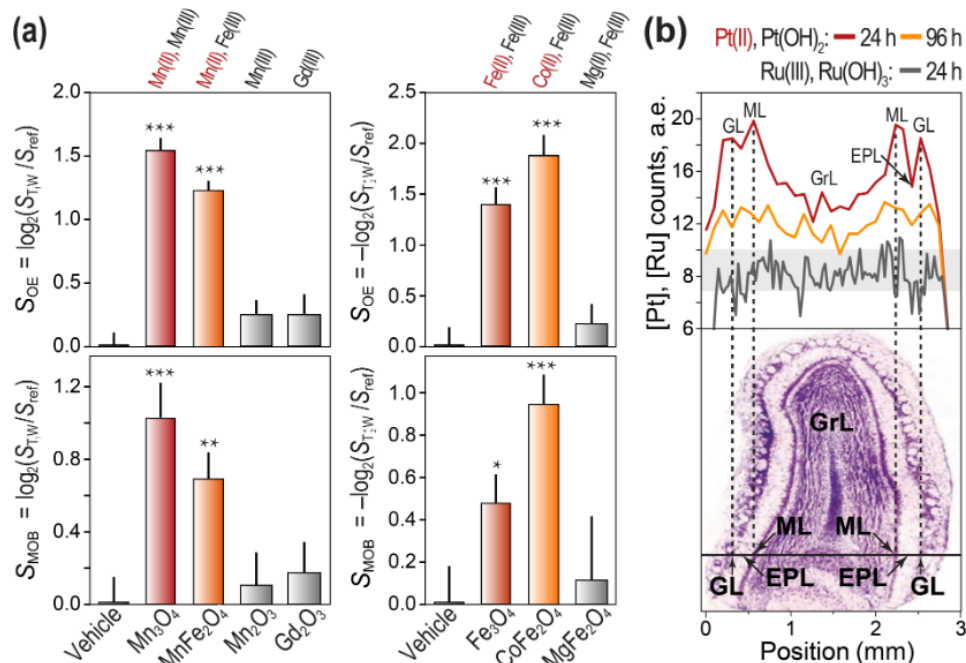 (a)
Mn(II), Mn(III)
Mn(II), Fe(III)
Mn(III)
Gd(III)
S_OE = log₂(S_T₁W/S_ref)
2.0
1.5
1.0
0.5
0.0
***
***
Fe(II), Fe(III)
Co(II), Fe(III)
Mg(II), Fe(III)
S_OE = –log₂(S_T₂*W/S_ref)
2.5
2.0
1.5
1.0
0.5
0.0
***
***
S_MOB = log₂(S_T₁W/S_ref)
1.2
0.8
0.4
0.0
***
**
Vehicle
Mn₃O₄
MnFe₂O₄
Mn₂O₃
Gd₂O₃
S_MOB = –log₂(S_T₂*W/S_ref)
1.0
0.8
0.6
0.4
0.2
0.0
*
***
Vehicle
Fe₃O₄
CoFe₂O₄
MgFe₂O₄
(b)
Pt(II), Pt(OH)₂: 24 h 96 h
Ru(III), Ru(OH)₃: 24 h
[Pt], [Ru] counts, a.e.
20
16
12
8
6
GL
ML
GrL
EPL
ML
GL
GrL
ML ML
GL EPL EPL GL
0 1 2 3
Position (mm)